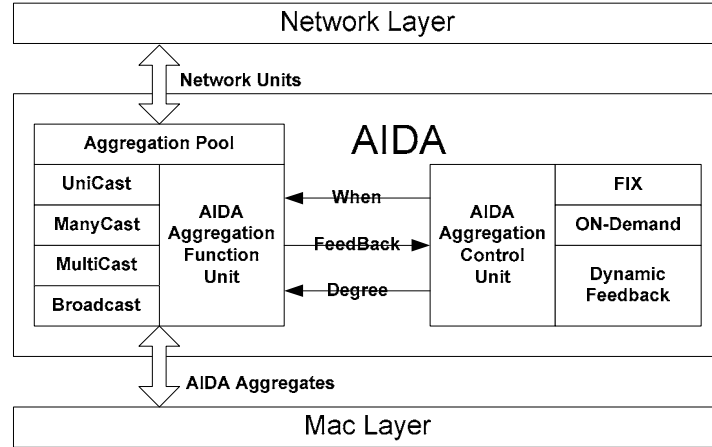 Network Layer
Network Units
AIDA
Aggregation Pool
UniCast
ManyCast
MultiCast
Broadcast
AIDA
Aggregation
Function
Unit
When
FeedBack
Degree
AIDA
Aggregation
Control
Unit
FIX
ON-Demand
Dynamic
Feedback
AIDA Aggregates
Mac Layer